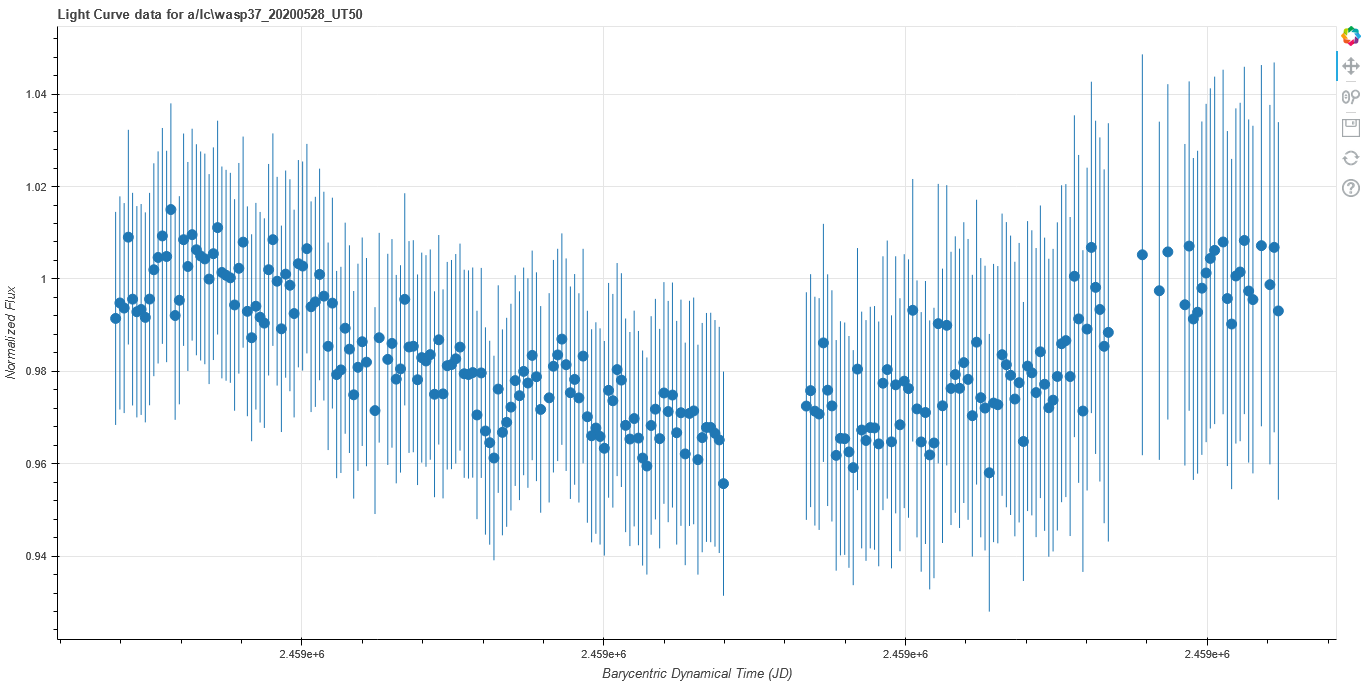 Light Curve data for a/lc\wasp37_20200528_UT50
Normalized Flux
1.04
1.02
1
0.98
0.96
0.94
2.459e+6
2.459e+6
2.459e+6
2.459e+6
Barycentric Dynamical Time (JD)